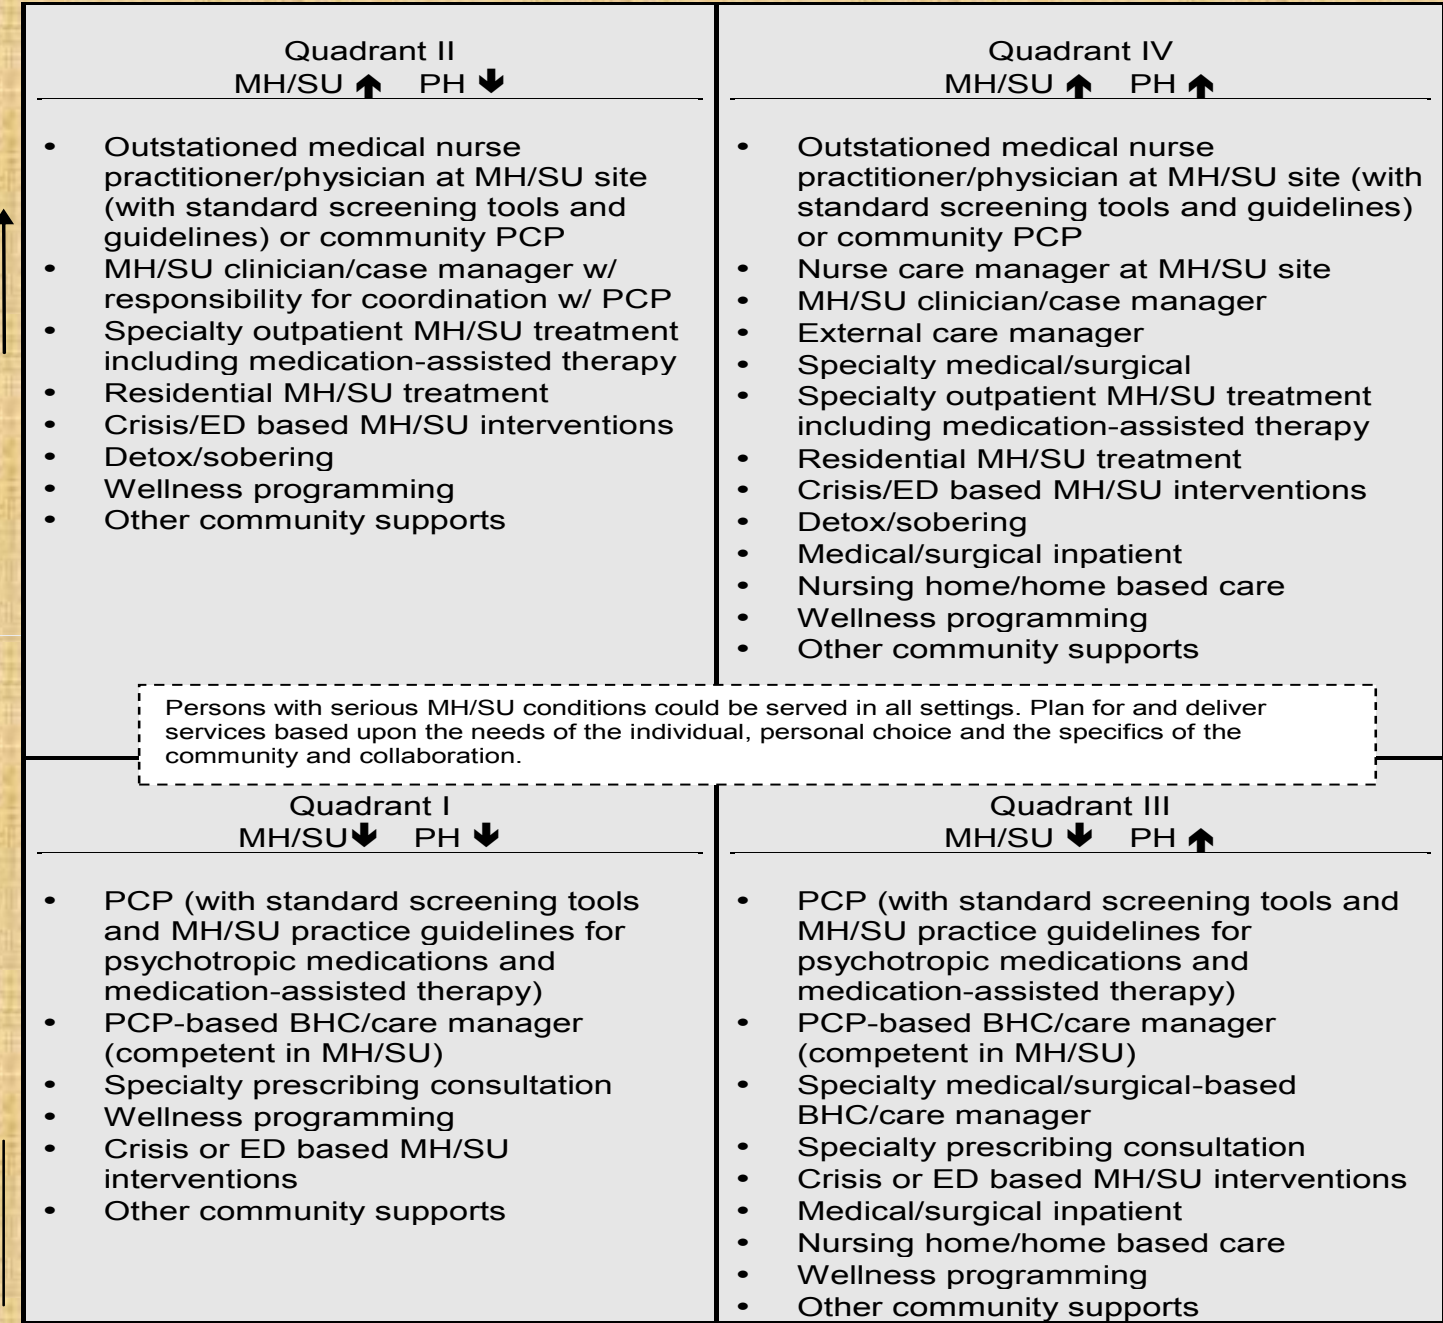 Quadrant II
MH/SU 🡹 PH 🡻
• Outstationed medical nurse
practitioner/physician at MH/SU site
(with standard screening tools and
guidelines) or community PCP
• MH/SU clinician/case manager w/
responsibility for coordination w/ PCP
• Specialty outpatient MH/SU treatment
including medication-assisted therapy
• Residential MH/SU treatment
• Crisis/ED based MH/SU interventions
• Detox/sobering
• Wellness programming
• Other community supports
Quadrant IV
MH/SU 🡹 PH 🡹
• Outstationed medical nurse
practitioner/physician at MH/SU site (with
standard screening tools and guidelines)
or community PCP
• Nurse care manager at MH/SU site
• MH/SU clinician/case manager
• External care manager
• Specialty medical/surgical
• Specialty outpatient MH/SU treatment
including medication-assisted therapy
• Residential MH/SU treatment
• Crisis/ED based MH/SU interventions
• Detox/sobering
• Medical/surgical inpatient
• Nursing home/home based care
• Wellness programming
• Other community supports
Persons with serious MH/SU conditions could be served in all settings. Plan for and deliver
services based upon the needs of the individual, personal choice and the specifics of the
community and collaboration.
Quadrant I
MH/SU🡻 PH 🡻
• PCP (with standard screening tools
and MH/SU practice guidelines for
psychotropic medications and
medication-assisted therapy)
• PCP-based BHC/care manager
(competent in MH/SU)
• Specialty prescribing consultation
• Wellness programming
• Crisis or ED based MH/SU
interventions
• Other community supports
Quadrant III
MH/SU 🡻 PH 🡹
• PCP (with standard screening tools and
MH/SU practice guidelines for
psychotropic medications and
medication-assisted therapy)
• PCP-based BHC/care manager
(competent in MH/SU)
• Specialty medical/surgical-based
BHC/care manager
• Specialty prescribing consultation
• Crisis or ED based MH/SU interventions
• Medical/surgical inpatient
• Nursing home/home based care
• Wellness programming
• Other community supports